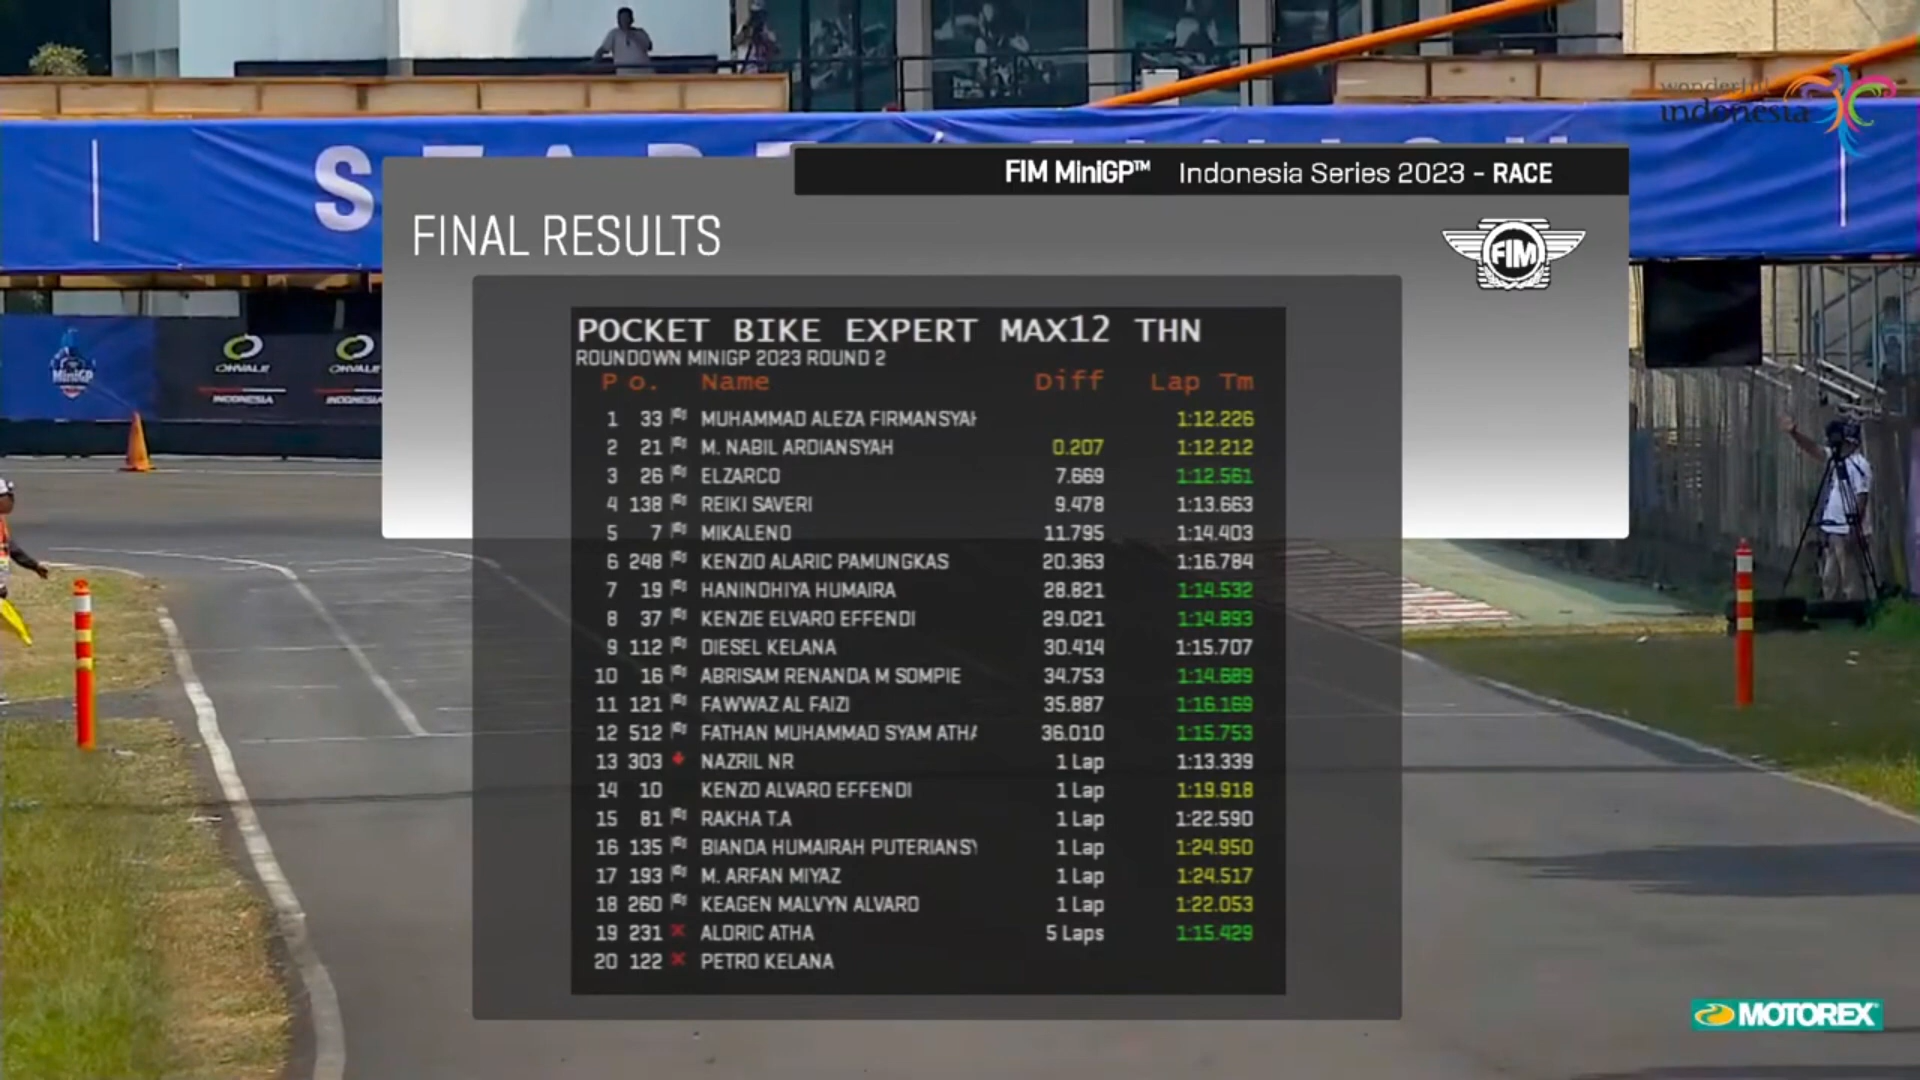 wonderful
indonesia
S
FIM MiniGP™ Indonesia Series 2023 - RACE
FINAL RESULTS
FIM
POCKET BIKE EXPERT MAX12 THN
ROUNDOWN MINIGP 2023 ROUND 2
P o. Name Diff Lap Tm
1 33 MUHAMMAD ALEZA FIRMANSYAH 1:12.226
2 21 M. NABIL ARDIANSYAH 0.207 1:12.212
3 26 ELZARCO 7.669 1:12.561
4 138 REIKI SAVERI 9.478 1:13.663
5 7 MIKALENO 11.795 1:14.403
6 248 KENZIO ALARIC PAMUNGKAS 20.363 1:16.784
7 19 HANINDHIYA HUMAIRA 28.821 1:14.532
8 37 KENZIE ELVARO EFFENDI 29.021 1:14.893
9 112 DIESEL KELANA 30.414 1:15.707
10 16 ABRISAM RENANDA M SOMPIE 34.753 1:14.689
11 121 FAWWAZ AL FAIZI 35.887 1:16.169
12 512 FATHAN MUHAMMAD SYAM ATHA 36.010 1:15.753
13 303 NAZRIL NR 1 Lap 1:13.339
14 10 KENZO ALVARO EFFENDI 1 Lap 1:19.918
15 81 RAKHA T.A 1 Lap 1:22.590
16 135 BIANDA HUMAIRAH PUTERIANSY 1 Lap 1:24.950
17 193 M. ARFAN MIYAZ 1 Lap 1:24.517
18 260 KEAGEN MALVYN ALVARO 1 Lap 1:22.053
19 231 ALDRIC ATHA 5 Laps 1:15.429
20 122 PETRO KELANA
MiniGP
OHVALE
INDONESIA
OHVALE
INDONESIA
MOTOREX